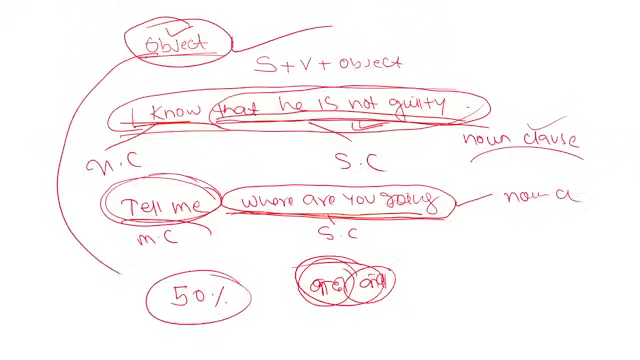 object
S + V + object
I know that he is not guilty.
noun clause
n.c
S.C
Tell me where are you going
noun cl
m.c
S.C
50%